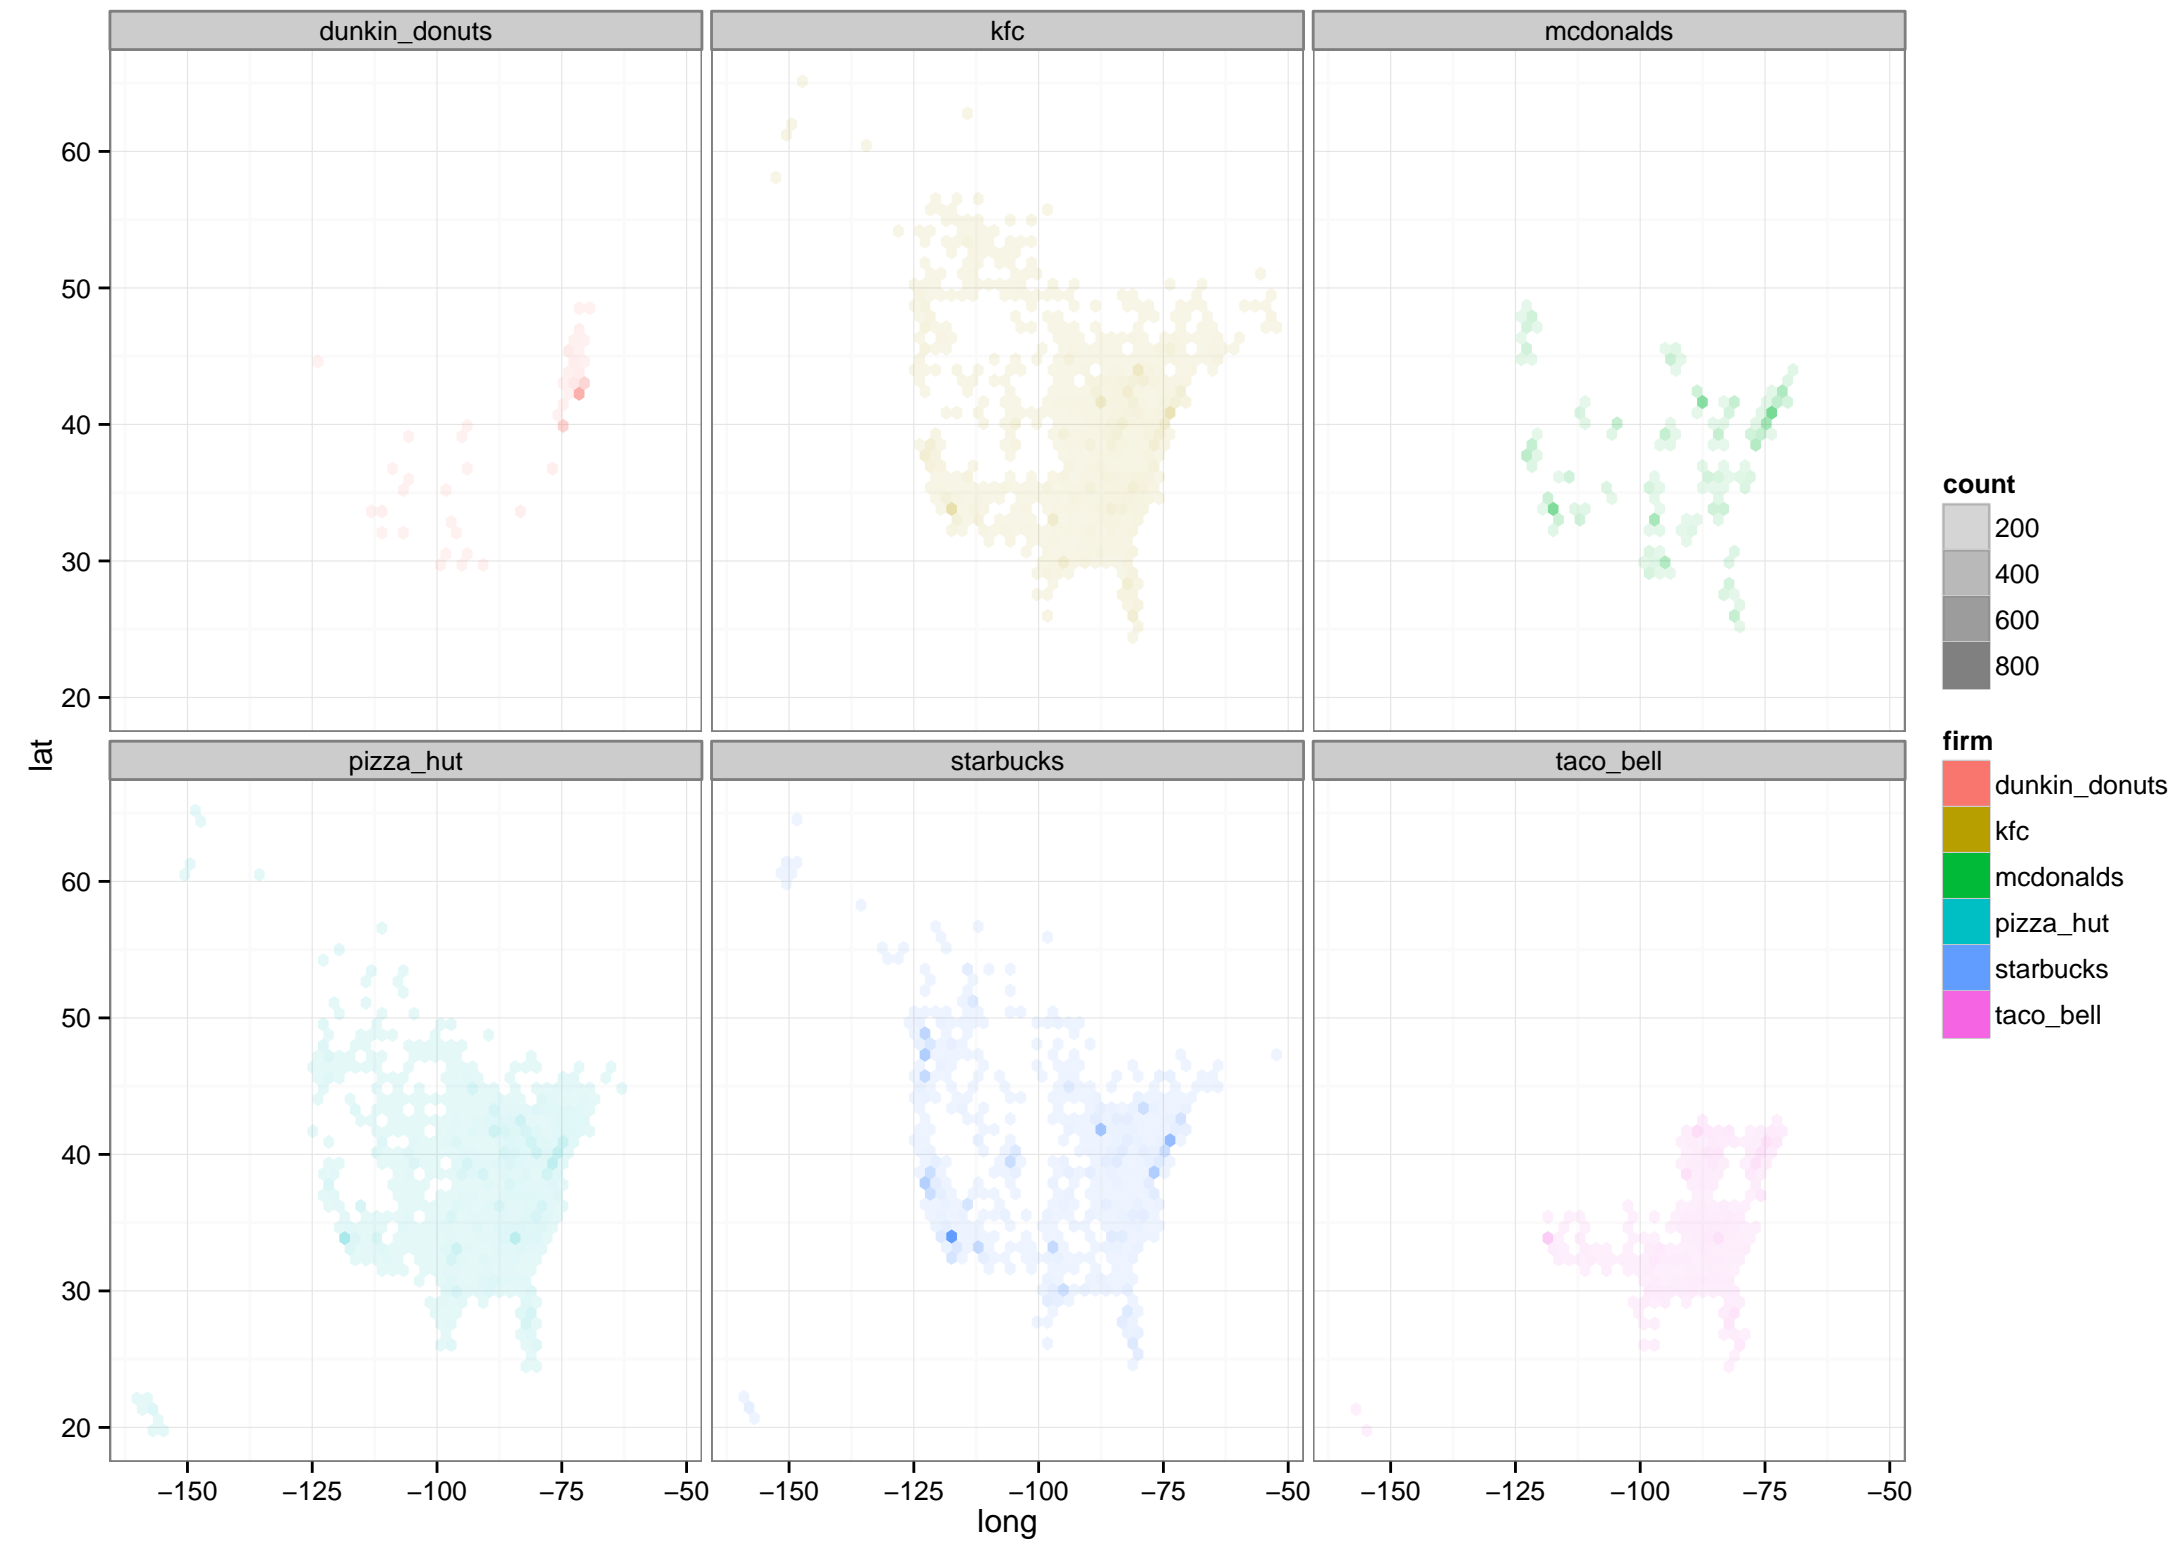 dunkin_donuts kfc mcdonalds
60
50
40
30
20
lat
pizza_hut starbucks taco_bell
60
50
40
30
20
−150 −125 −100 −75 −50 −150 −125 −100 −75 −50 −150 −125 −100 −75 −50
long
count
200
400
600
800
firm
dunkin_donuts
kfc
mcdonalds
pizza_hut
starbucks
taco_bell